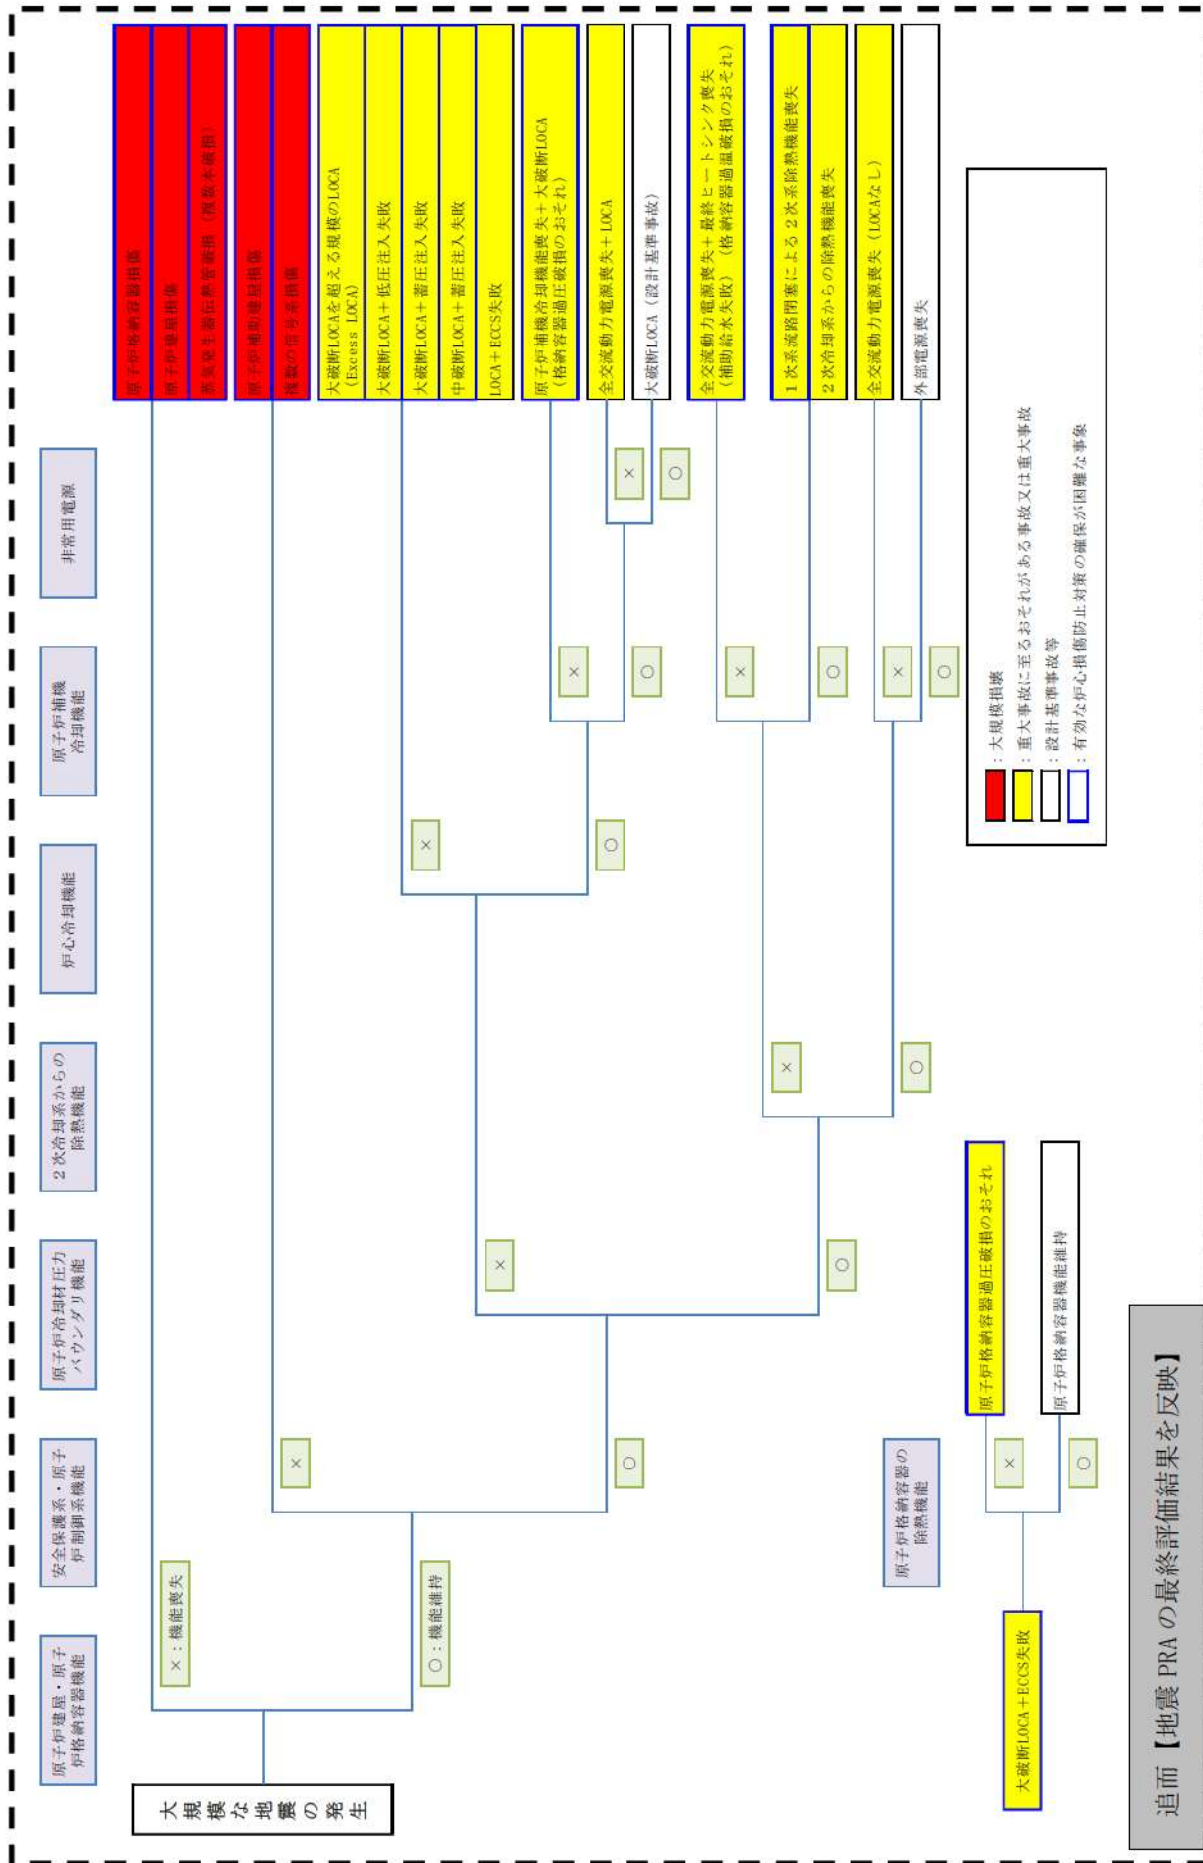 原子炉建屋・原子
炉格納容器機能
安全保護系・原子
炉制御系機能
原子炉冷却材圧力
バウンダリ機能
2次冷却系からの
除熱機能
炉心冷却機能
原子炉補機
冷却機能
非常用電源
大規模な地震の発生
×：機能喪失
○：機能維持
×
○
×
○
×
○
×
○
×
○
×
○
×
○
×
○
原子炉格納容器損傷
原子炉建屋損傷
蒸気発生器伝熱管破損（複数本破損）
原子炉補助建屋損傷
複数の信号系損傷
大破断LOCAを超える規模のLOCA
(Excess LOCA)
大破断LOCA＋低圧注入失敗
大破断LOCA＋蓄圧注入失敗
中破断LOCA＋蓄圧注入失敗
LOCA＋ECCS失敗
原子炉補機冷却機能喪失＋大破断LOCA
（格納容器過圧破損のおそれ）
全交流動力電源喪失＋LOCA
大破断LOCA（設計基準事故）
全交流動力電源喪失＋最終ヒートシンク喪失
（補助給水失敗）（格納容器過温破損のおそれ）
1次系流路閉塞による2次系除熱機能喪失
2次冷却系からの除熱機能喪失
全交流動力電源喪失（LOCAなし）
外部電源喪失
大破断LOCA＋ECCS失敗
原子炉格納容器の
除熱機能
×
○
原子炉格納容器過圧破損のおそれ
原子炉格納容器機能維持
：大規模損壊
：重大事故に至るおそれがある事故又は重大事故
：設計基準事故等
：有効な炉心損傷防止対策の確保が困難な事象
追而【地震PRAの最終評価結果を反映】